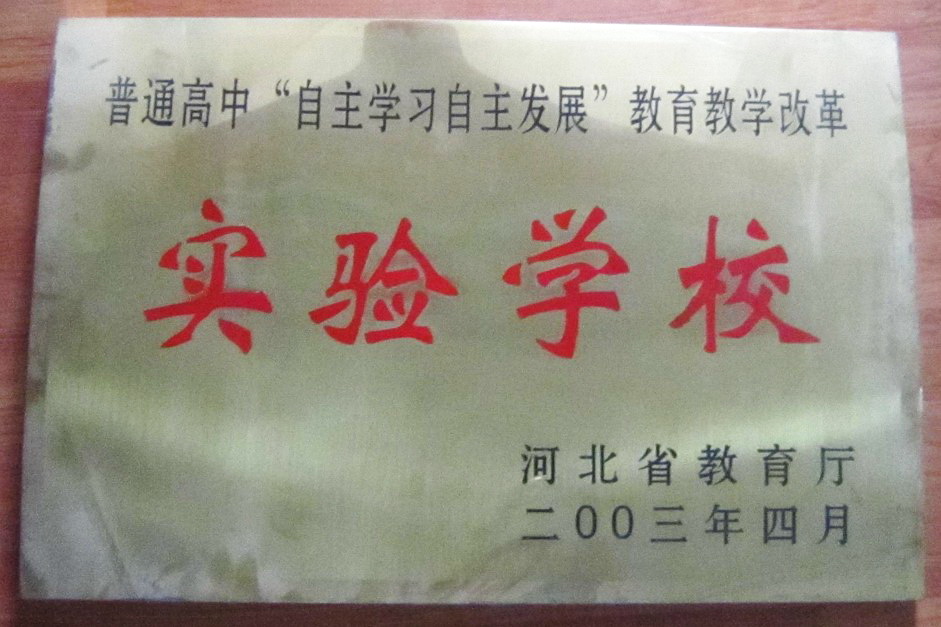 普通高中“自主学习自主发展”教育教学改革
实验学校
河北省教育厅
二00三年四月